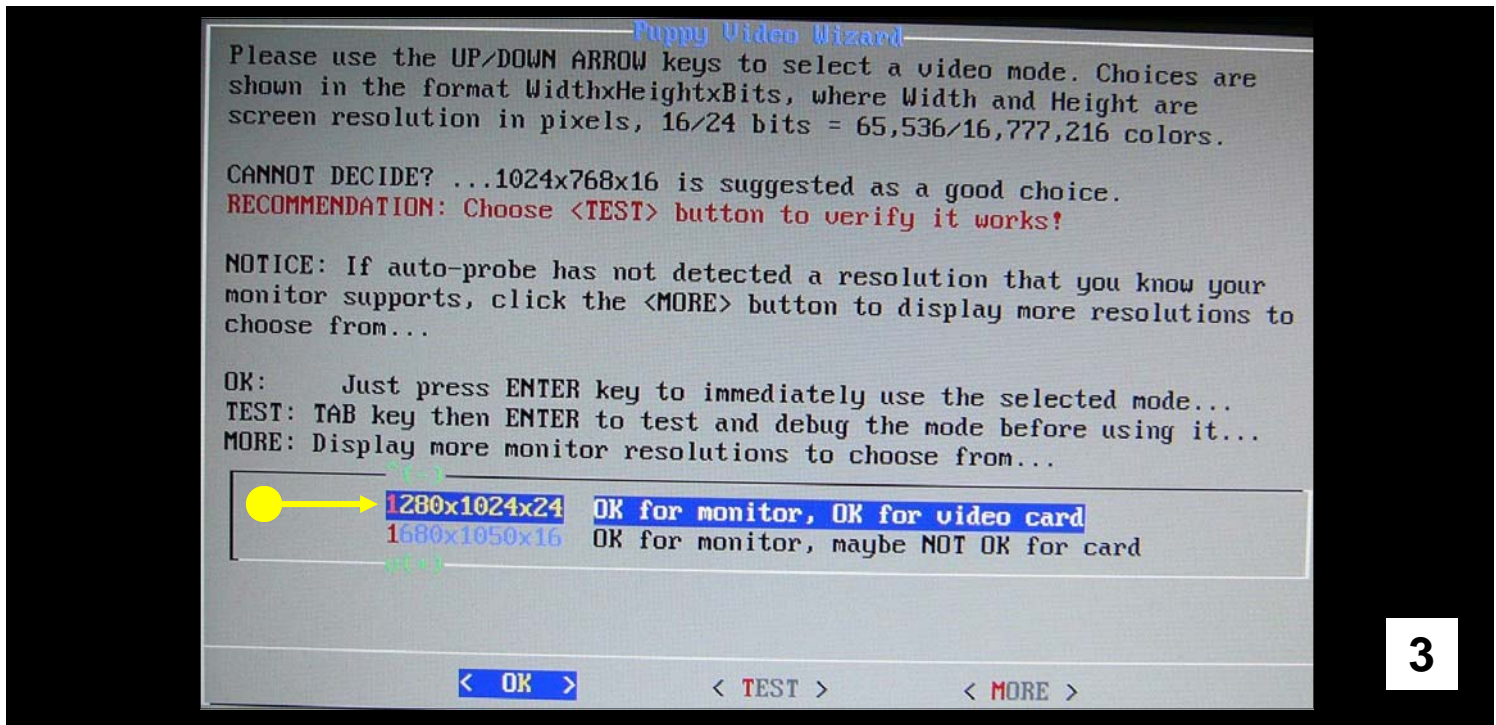 Puppy Video Wizard
Please use the UP/DOWN ARROW keys to select a video mode. Choices are
shown in the format WidthxHeightxBits, where Width and Height are
screen resolution in pixels, 16/24 bits = 65,536/16,777,216 colors.
CANNOT DECIDE? ...1024x768x16 is suggested as a good choice.
RECOMMENDATION: Choose <TEST> button to verify it works!
NOTICE: If auto-probe has not detected a resolution that you know your
monitor supports, click the <MORE> button to display more resolutions to
choose from...
OK: Just press ENTER key to immediately use the selected mode...
TEST: TAB key then ENTER to test and debug the mode before using it...
MORE: Display more monitor resolutions to choose from...
^(-)
1280x1024x24 OK for monitor, OK for video card
1680x1050x16 OK for monitor, maybe NOT OK for card
v(+)
< OK > < TEST > < MORE >
3